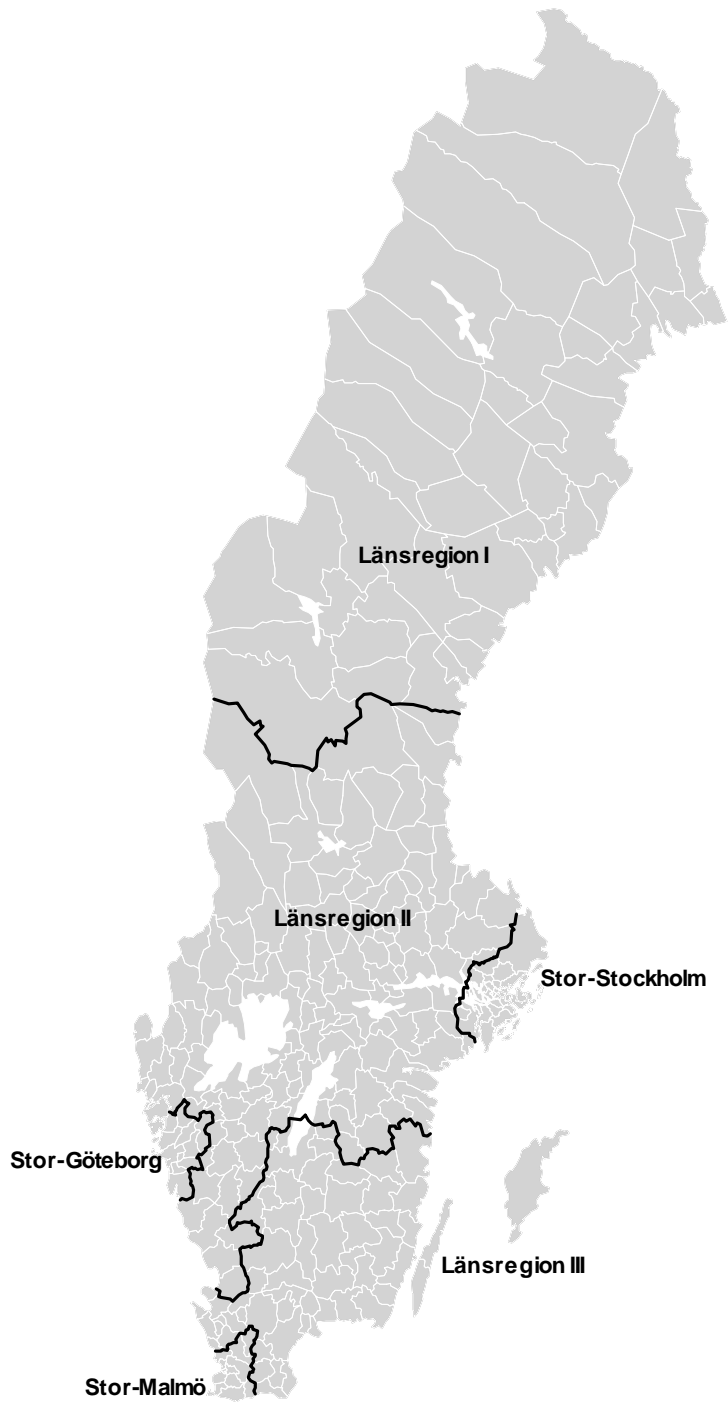 Länsregion I
Länsregion II
Stor-Stockholm
Stor-Göteborg
Länsregion III
Stor-Malmö